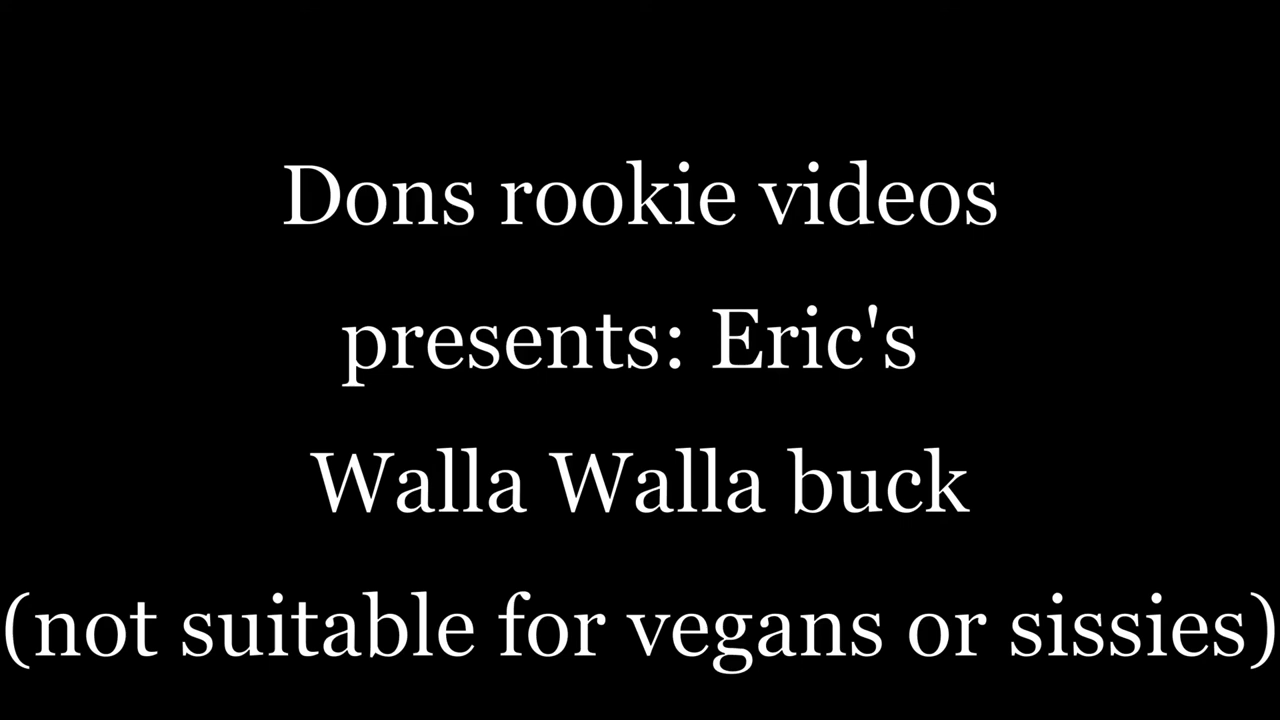 Dons rookie videos
presents: Eric's
Walla Walla buck
(not suitable for vegans or sissies)